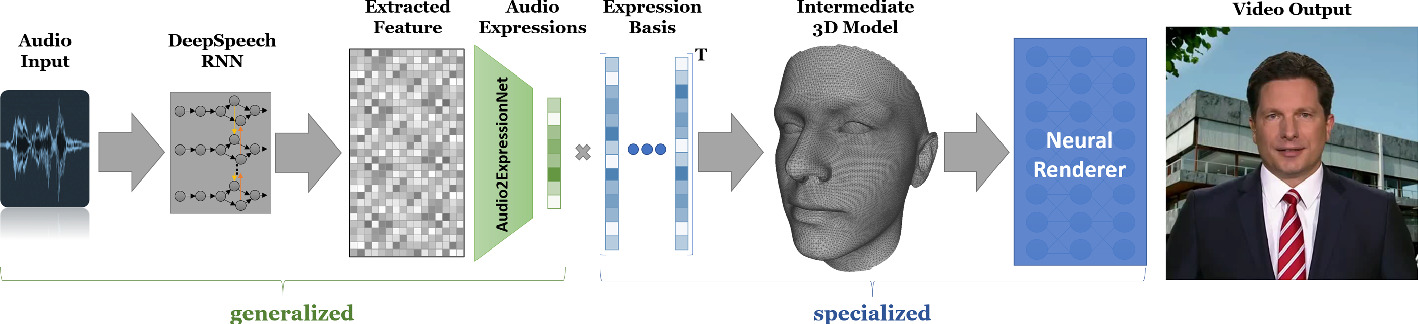 Audio
Input
DeepSpeech
RNN
Extracted
Feature
Audio
Expressions
Audio2ExpressionNet
Expression
Basis
T
Intermediate
3D Model
Neural
Renderer
Video Output
generalized
specialized